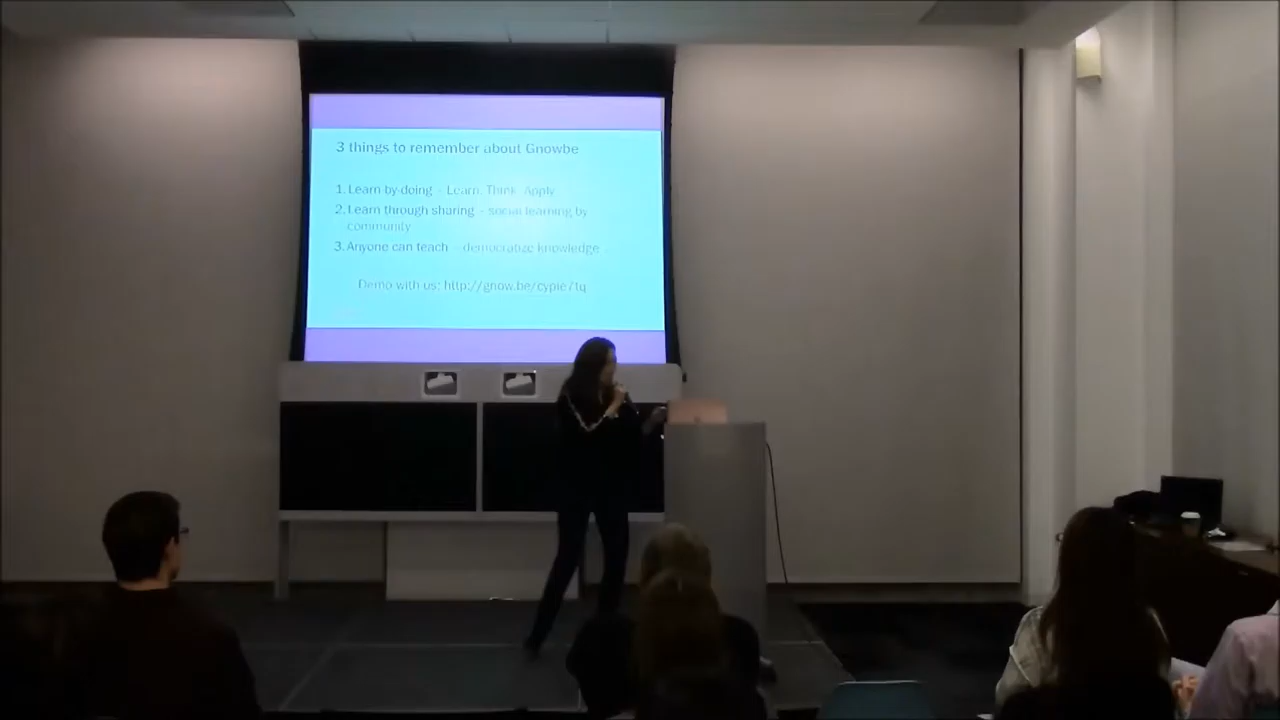 3 things to remember about Gnowbe
1. Learn by doing - Learn. Think. Apply
2. Learn through sharing - social learning by
community
3. Anyone can teach - democratize knowledge
Demo with us: http://gnow.be/cypie7tq